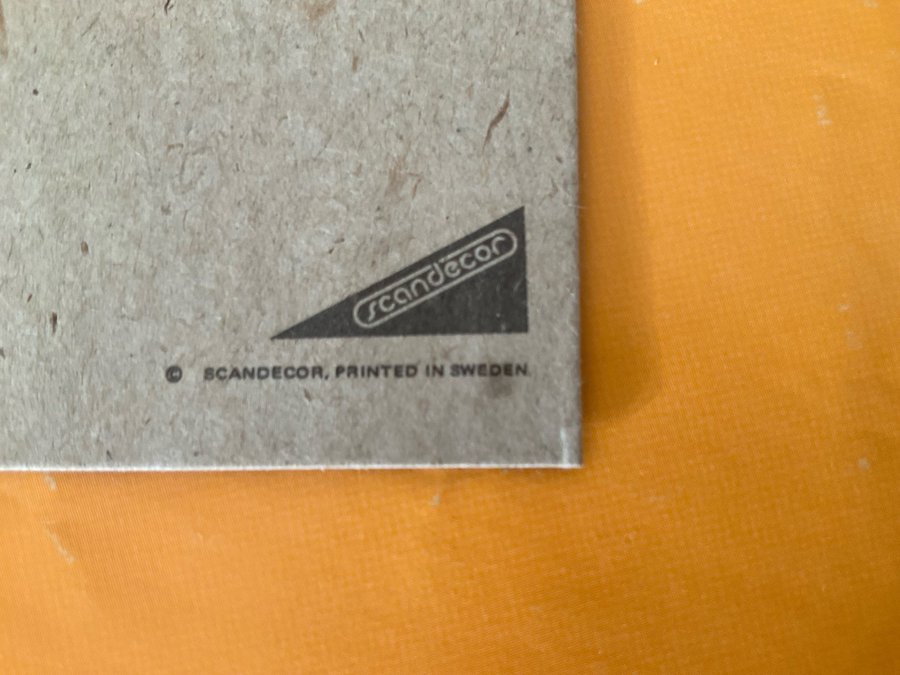 scandecor
© SCANDECOR, PRINTED IN SWEDEN.